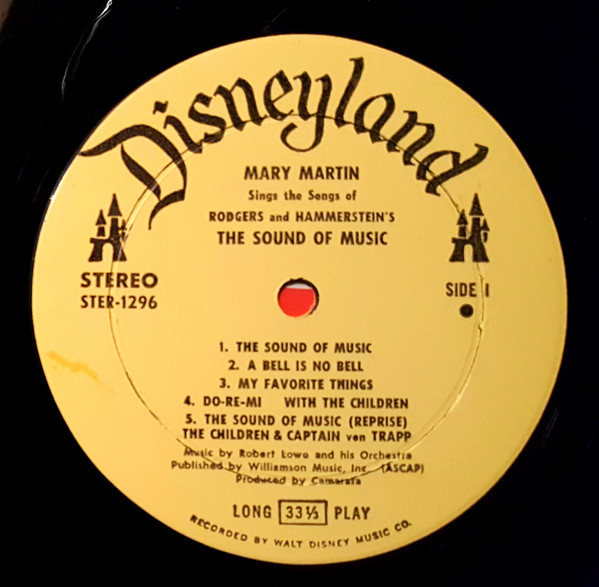 Disneyland
MARY MARTIN
Sings the Songs of
RODGERS and HAMMERSTEIN'S
THE SOUND OF MUSIC
STEREO
STER-1296
SIDE 1
1. THE SOUND OF MUSIC
2. A BELL IS NO BELL
3. MY FAVORITE THINGS
4. DO-RE-MI WITH THE CHILDREN
5. THE SOUND OF MUSIC (REPRISE)
THE CHILDREN & CAPTAIN von TRAPP
Music by Robert Lowe and his Orchestra
Published by Williamson Music, Inc. (ASCAP)
Produced by Camarata
LONG 33⅓ PLAY
RECORDED BY WALT DISNEY MUSIC CO.